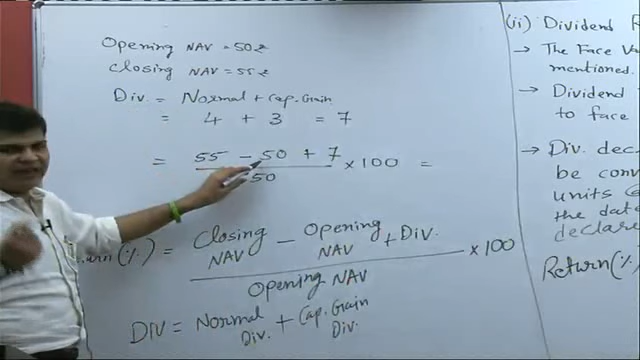 Opening NAV = 50₹
Closing NAV = 55₹
Div. = Normal + Cap. Gain
= 4 + 3 = 7
= 55 - 50 + 7 × 100 =
50
(%) = Closing NAV - Opening NAV + Div. × 100
Opening NAV
DIV = Normal Div. + Cap. Gain Div.
(ii) Dividend R
→ The Face Va
mentioned.
→ Dividend
to face
→ Div. dec
be conv
units @
the dat
declare
Return (%